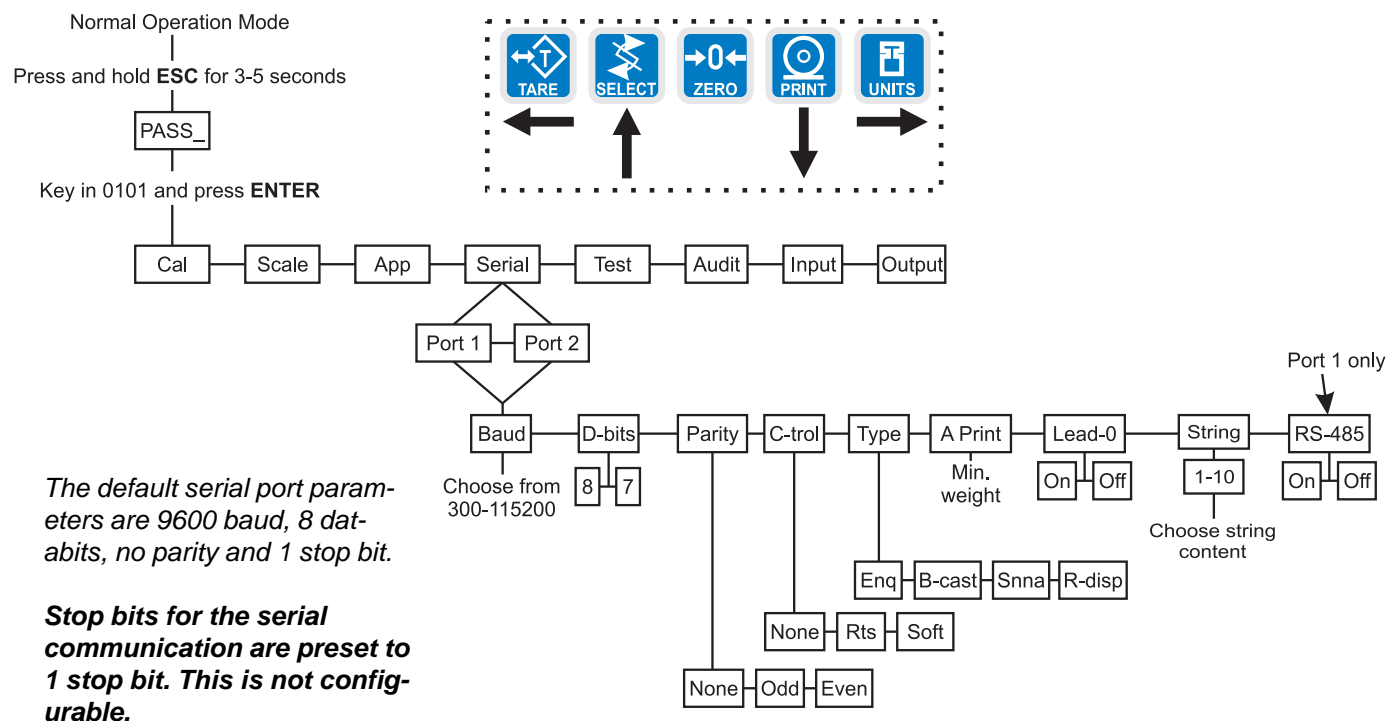 Normal Operation Mode
Press and hold ESC for 3-5 seconds
PASS_
Key in 0101 and press ENTER
T
TARE
SELECT
0
ZERO
PRINT
UNITS
Cal
Scale
App
Serial
Test
Audit
Input
Output
Port 1
Port 2
Port 1 only
Baud
D-bits
Parity
C-trol
Type
A Print
Lead-0
String
RS-485
Choose from
300-115200
8
7
Min.
weight
On
Off
1-10
On
Off
Choose string
content
Enq
B-cast
Snna
R-disp
None
Rts
Soft
None
Odd
Even
The default serial port param-
eters are 9600 baud, 8 dat-
abits, no parity and 1 stop bit.
Stop bits for the serial
communication are preset to
1 stop bit. This is not config-
urable.